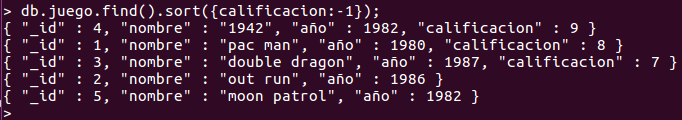 > db.juego.find().sort({calificacion:-1});
{ "_id" : 4, "nombre" : "1942", "año" : 1982, "calificacion" : 9 }
{ "_id" : 1, "nombre" : "pac man", "año" : 1980, "calificacion" : 8 }
{ "_id" : 3, "nombre" : "double dragon", "año" : 1987, "calificacion" : 7 }
{ "_id" : 2, "nombre" : "out run", "año" : 1986 }
{ "_id" : 5, "nombre" : "moon patrol", "año" : 1982 }
>